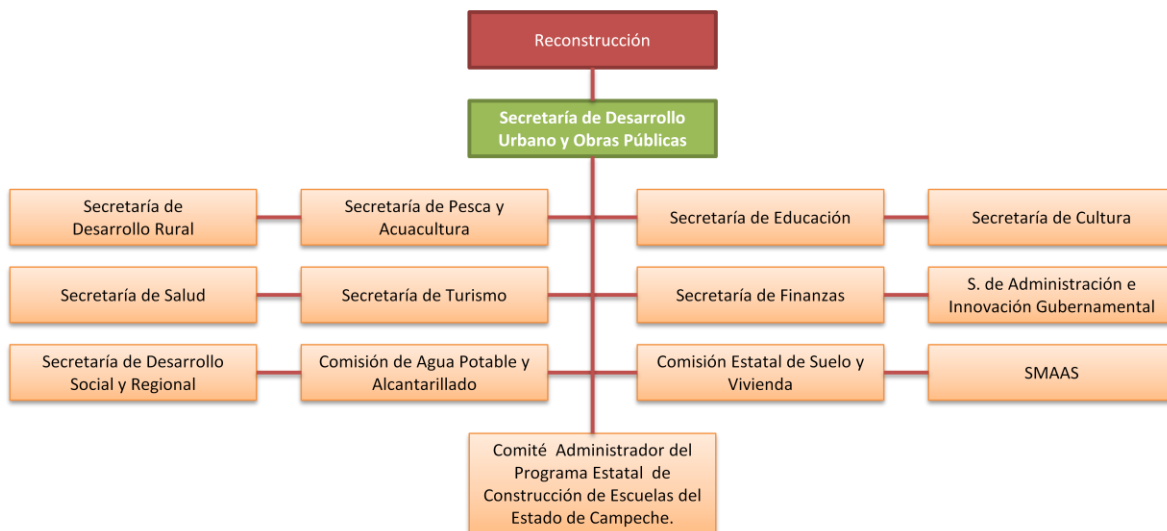 Reconstrucción
Secretaría de Desarrollo
Urbano y Obras Públicas
Secretaría de
Desarrollo Rural
Secretaría de Pesca y
Acuacultura
Secretaría de Educación
Secretaría de Cultura
Secretaría de Salud
Secretaría de Turismo
Secretaría de Finanzas
S. de Administración e
Innovación Gubernamental
Secretaría de Desarrollo
Social y Regional
Comisión de Agua Potable y
Alcantarillado
Comisión Estatal de Suelo y
Vivienda
SMAAS
Comité Administrador del
Programa Estatal de
Construcción de Escuelas del
Estado de Campeche.